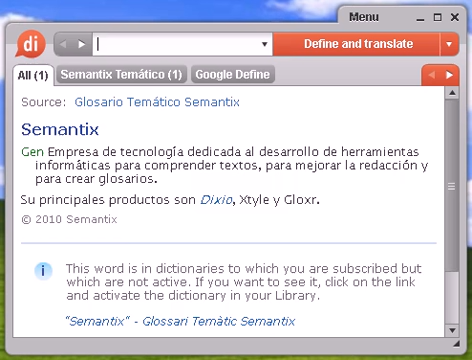 Menu
di
Define and translate
All (1)
Semantix Temático (1)
Google Define
Source: Glosario Temático Semantix
Semantix
Gen Empresa de tecnología dedicada al desarrollo de herramientas
informáticas para comprender textos, para mejorar la redacción y
para crear glosarios.
Su principales productos son Dixio, Xtyle y Gloxr.
© 2010 Semantix
i
This word is in dictionaries to which you are subscribed but
which are not active. If you want to see it, click on the link
and activate the dictionary in your Library.
"Semantix" - Glossari Temàtic Semantix